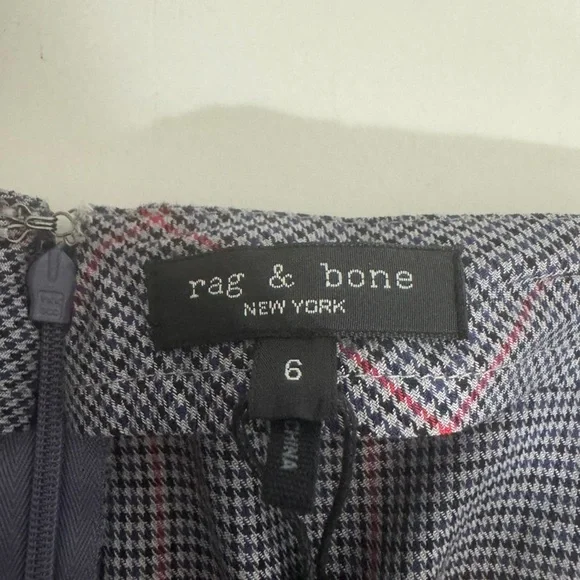 rag & bone
NEW YORK
6
CHINA